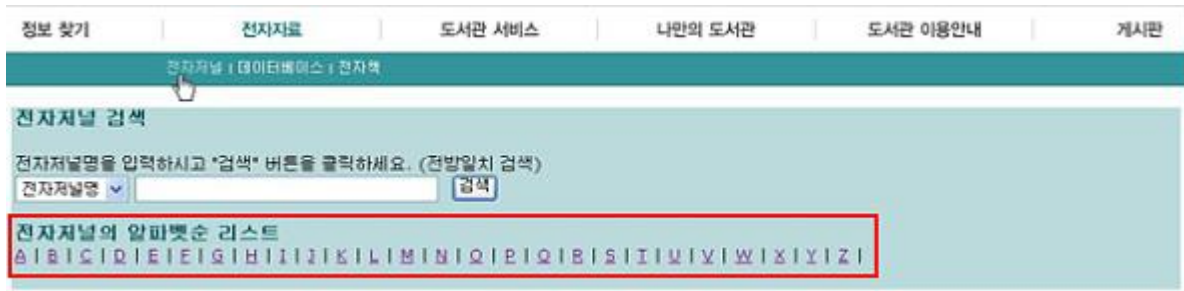 정보 찾기 | 전자자료 | 도서관 서비스 | 나만의 도서관 | 도서관 이용안내 | 게시판
전자저널 | 데이터베이스 | 전자책
전자저널 검색
전자저널명을 입력하시고 "검색" 버튼을 클릭하세요. (전방일치 검색)
전자저널명 검색
전자저널의 알파벳순 리스트
A | B | C | D | E | F | G | H | I | J | K | L | M | N | O | P | Q | R | S | T | U | V | W | X | Y | Z |